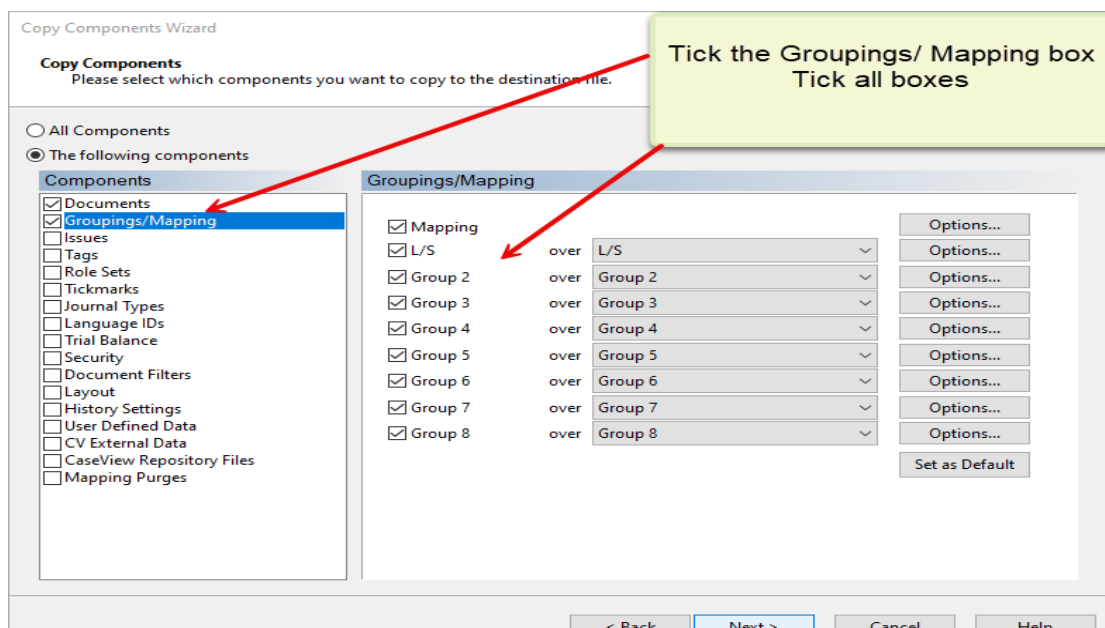 Copy Components Wizard
Tick the Groupings/ Mapping box
Tick all boxes
Copy Components
Please select which components you want to copy to the destination file.
All Components
The following components
Components
Documents
Groupings/Mapping
Issues
Tags
Role Sets
Tickmarks
Journal Types
Language IDs
Trial Balance
Security
Document Filters
Layout
History Settings
User Defined Data
CV External Data
CaseView Repository Files
Mapping Purges
Groupings/Mapping
Mapping Options...
L/S over L/S Options...
Group 2 over Group 2 Options...
Group 3 over Group 3 Options...
Group 4 over Group 4 Options...
Group 5 over Group 5 Options...
Group 6 over Group 6 Options...
Group 7 over Group 7 Options...
Group 8 over Group 8 Options...
Set as Default
< Back Next > Cancel Help